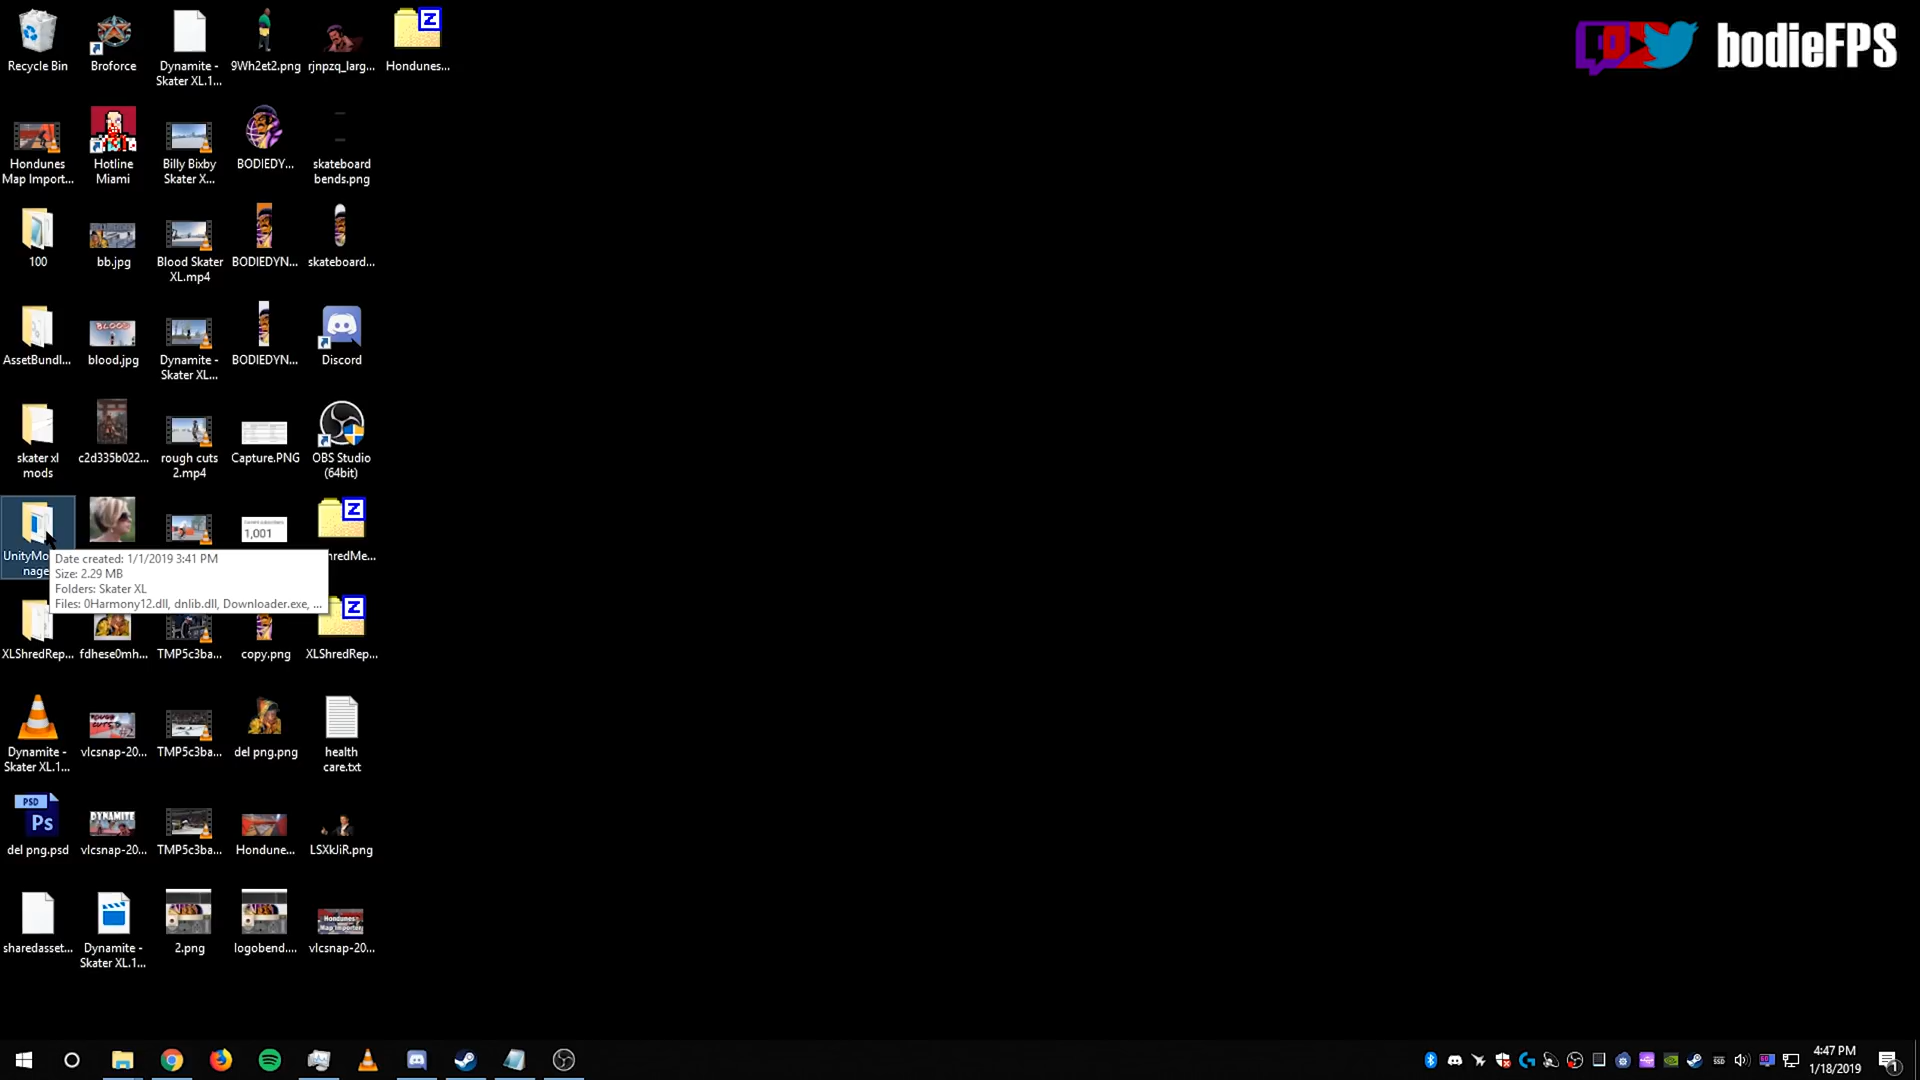 bodieFPS
Recycle Bin
Broforce
Dynamite -
Skater XL.1...
9Wh2et2.png
rjnpzq_larg...
Hondunes...
Hondunes
Map Import...
Hotline
Miami
Billy Bixby
Skater X...
BODIEDY...
skateboard
bends.png
100
bb.jpg
Blood Skater
XL.mp4
BODIEDYN...
skateboard...
AssetBundl...
blood.jpg
Dynamite -
Skater XL...
BODIEDYN...
Discord
skater xl
mods
c2d335b022...
rough cuts
2.mp4
Capture.PNG
OBS Studio
(64bit)
1,001
UnityMo
nage
hredMe...
Date created: 1/1/2019 3:41 PM
Size: 2.29 MB
Folders: Skater XL
Files: 0Harmony12.dll, dnlib.dll, Downloader.exe, ...
XLShredRep...
fdhese0mh...
TMP5c3ba...
copy.png
XLShredRep...
Dynamite -
Skater XL.1...
vlcsnap-20...
TMP5c3ba...
del png.png
health
care.txt
PSD
Ps
DYNAMITE
del png.psd
vlcsnap-20...
TMP5c3ba...
Hondune...
LSXkJiR.png
Hondunes
Map Importer
sharedasset...
Dynamite -
Skater XL.1...
2.png
logobend....
vlcsnap-20...
4:47 PM
1/18/2019